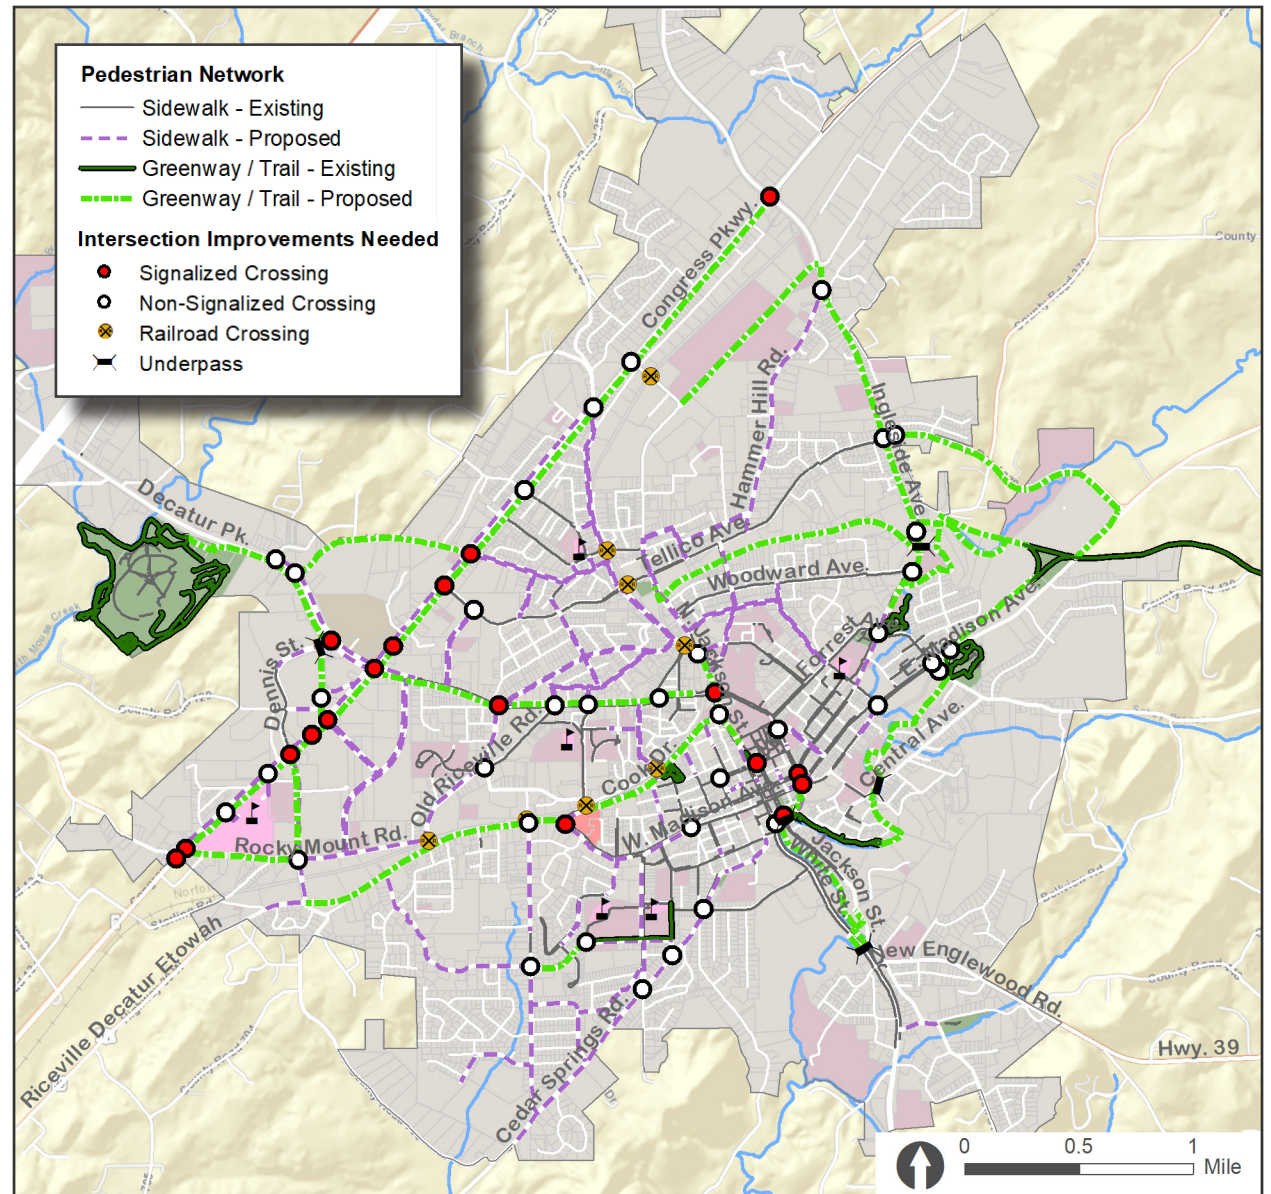 Pedestrian Network
Sidewalk - Existing
Sidewalk - Proposed
Greenway / Trail - Existing
Greenway / Trail - Proposed
Intersection Improvements Needed
Signalized Crossing
Non-Signalized Crossing
Railroad Crossing
Underpass
County
Congress Pkwy.
Hammer Hill Rd.
Ingleside Ave.
Decatur Pk.
Tellico Ave.
Woodward Ave.
N. Jackson St.
Forrest Ave.
E. Madison Ave.
Dennis St.
Central Ave.
Old Riceville Rd.
Cook Dr.
W. Madison Ave.
Rocky Mount Rd.
Jackson St.
White St.
New Englewood Rd.
Riceville Decatur Etowah
Cedar Springs Rd.
Dr
Hwy. 39
0 0.5 1
Mile